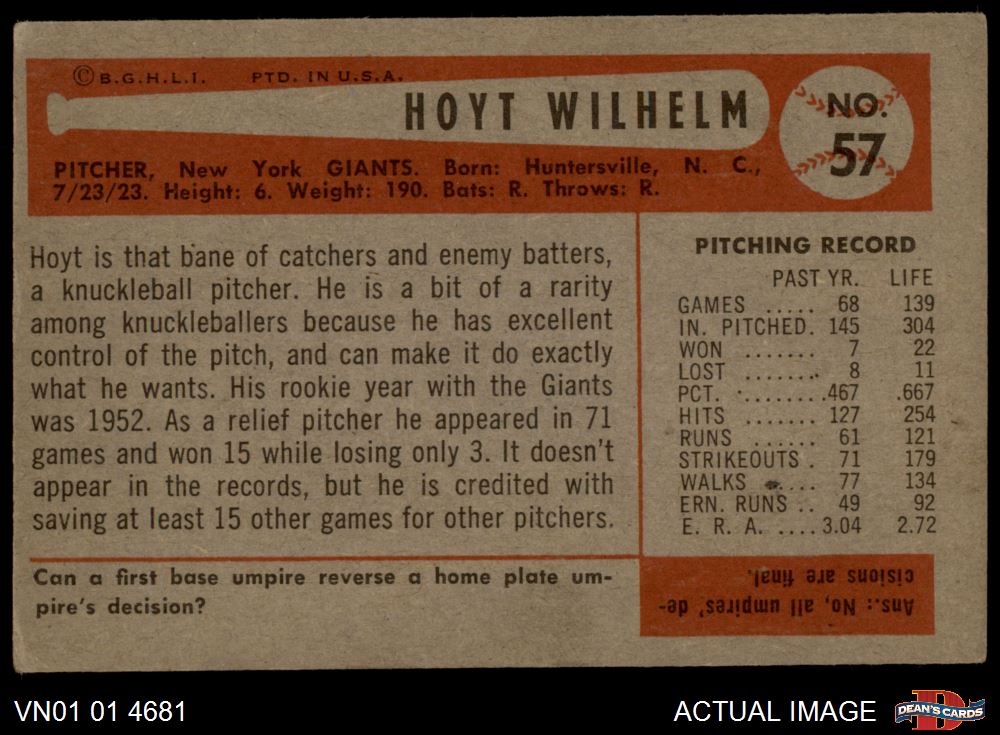 ©B.G.H.L.I. PTD. IN U.S.A.
HOYT WILHELM
NO.
57
PITCHER, New York GIANTS. Born: Huntersville, N. C.,
7/23/23. Height: 6. Weight: 190. Bats: R. Throws: R.
Hoyt is that bane of catchers and enemy batters,
a knuckleball pitcher. He is a bit of a rarity
among knuckleballers because he has excellent
control of the pitch, and can make it do exactly
what he wants. His rookie year with the Giants
was 1952. As a relief pitcher he appeared in 71
games and won 15 while losing only 3. It doesn't
appear in the records, but he is credited with
saving at least 15 other games for other pitchers.
PITCHING RECORD
PAST YR. LIFE
GAMES ..... 68 139
IN. PITCHED. 145 304
WON ....... 7 22
LOST ........ 8 11
PCT. .........467 .667
HITS ....... 127 254
RUNS ...... 61 121
STRIKEOUTS . 71 179
WALKS ..... 77 134
ERN. RUNS .. 49 92
E. R. A. ....3.04 2.72
Can a first base umpire reverse a home plate um-
pire's decision?
Ans.: No, all umpires' de-
cisions are final.
VN01 01 4681
ACTUAL IMAGE
DEAN'S CARDS